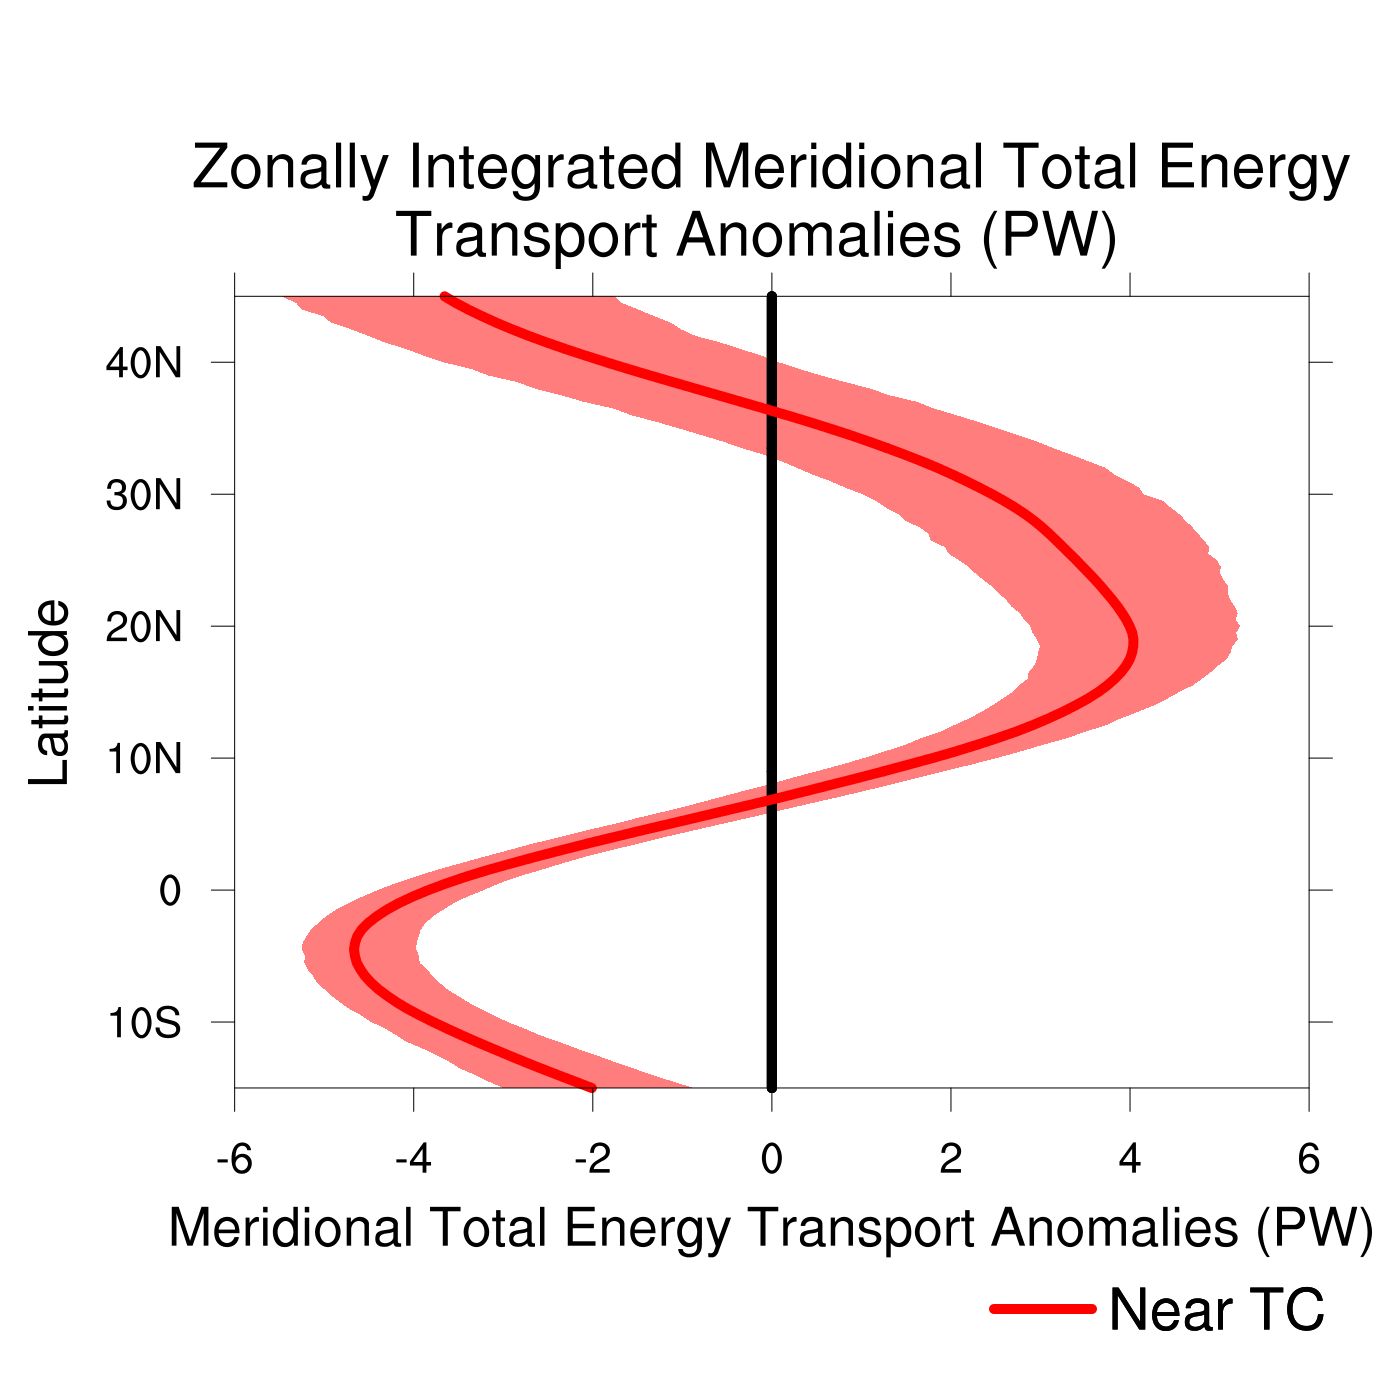 Zonally Integrated Meridional Total Energy
Transport Anomalies (PW)
40N
30N
20N
10N
0
10S
Latitude
-6 -4 -2 0 2 4 6
Meridional Total Energy Transport Anomalies (PW)
Near TC